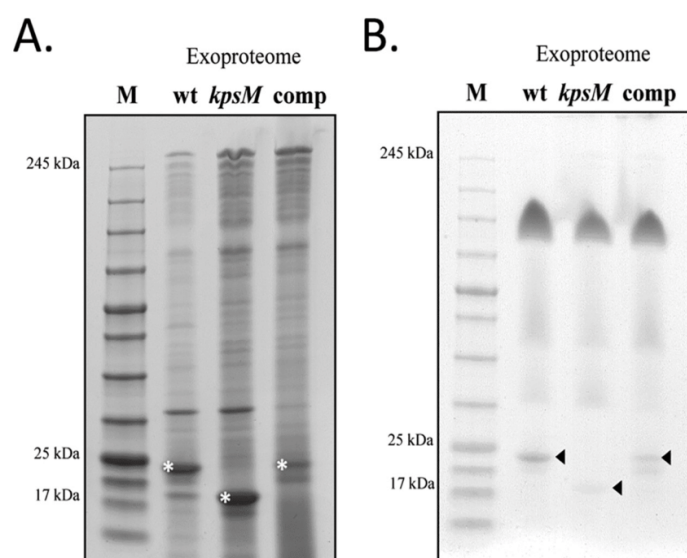 A.
Exoproteome
M wt kpsM comp
245 kDa
*
*
*
25 kDa
17 kDa
B.
Exoproteome
M wt kpsM comp
245 kDa
25 kDa
17 kDa